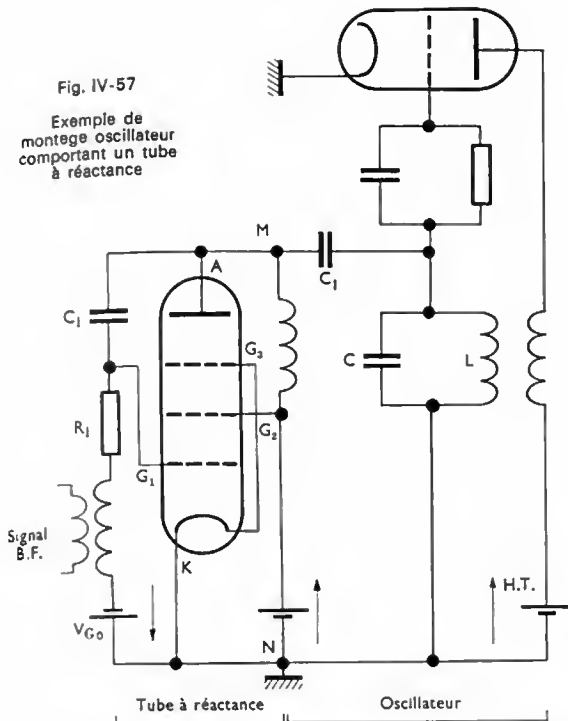 Fig. IV-57
Exemple de
montege oscillateur
comportant un tube
à réactance
M
A
C1
C1
G3
C
L
R1
G2
G1
Signal
B.F.
K
VG0
N
H.T.
Tube à réactance
Oscillateur